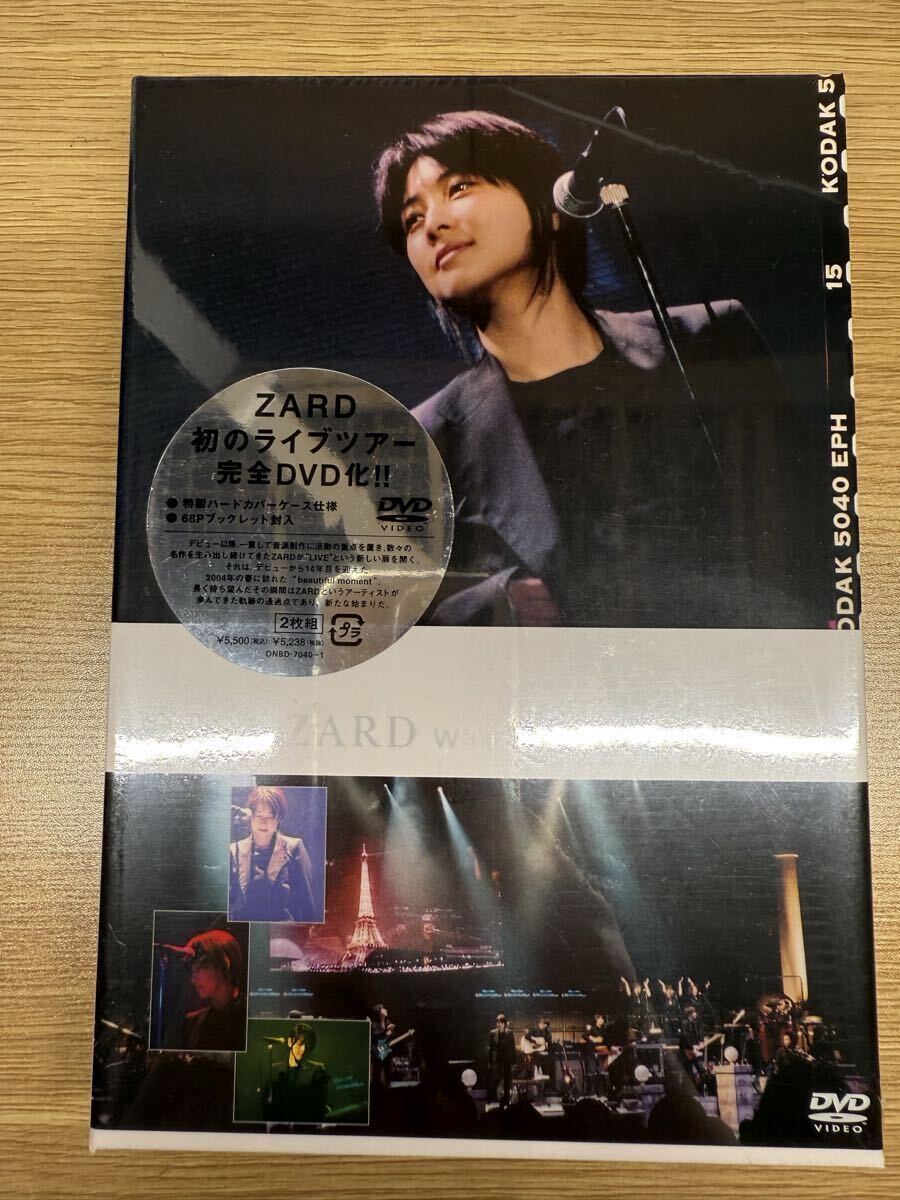 KODAK 5
15
ODAK 5040 EPH
ZARD
初のライブツアー
完全DVD化!!
● 特製ハードカバーケース仕様
● 68Pブックレット封入
DVD
VIDEO
デビュー以降、一貫して音源制作に活動の重点を置き、数々の
名作を生み出し続けてきたZARDが"LIVE"という新しい扉を開く。
それは、デビューから14年目を迎えた
2004年の春に訪れた "beautiful moment"。
長く待ち望んだその瞬間はZARDというアーティストが
歩んできた軌跡の通過点であり、新たな始まりだ。
2枚組
プラ
¥5,500(税込) ¥5,238(税抜)
ONBD-7040~1
ZARD W
DVD
VIDEO